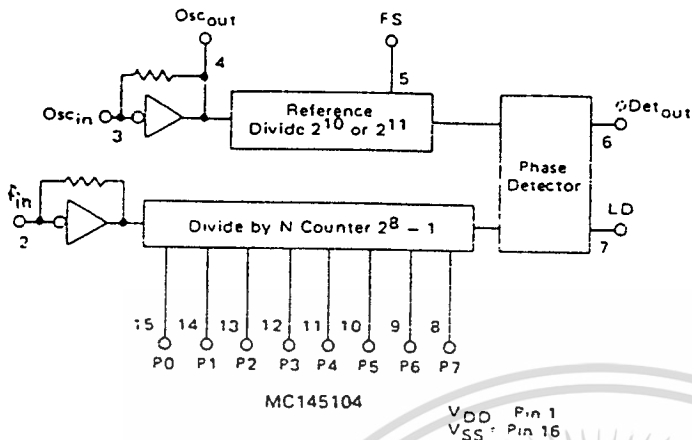 Osc_out
FS
4
5
Osc_in
3
Reference
Divide 2^10 or 2^11
φDet_out
6
Phase
Detector
f_in
2
Divide by N Counter 2^8 – 1
LD
7
15 14 13 12 11 10 9 8
P0 P1 P2 P3 P4 P5 P6 P7
MC145104
V_DD Pin 1
V_SS: Pin 16